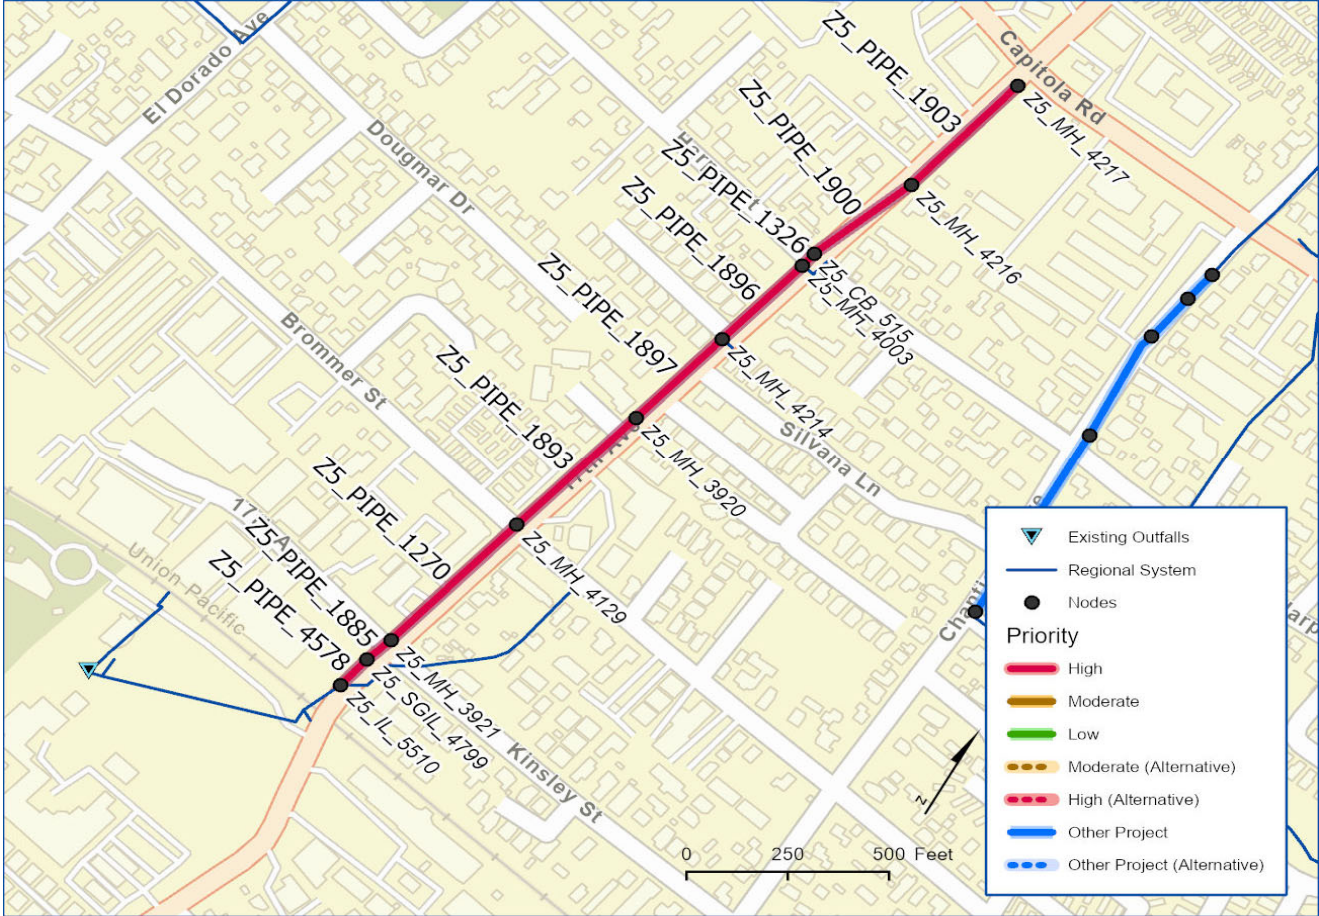 El Dorado Ave
Capitola Rd
Z5_PIPE_1903
Z5_MH_4217
Z5_PIPE_1900
Z5_MH_4216
Dougmar Dr
Z5_PIPE_1326
Z5_CB_515
Z5_MH_4003
Z5_PIPE_1896
Z5_MH_4214
Z5_PIPE_1897
Z5_MH_3920
Silvana Ln
Brommer St
Z5_PIPE_1893
Z5_MH_4129
Z5_PIPE_1270
Z5_MH_3921
Z5_PIPE_1885
Z5_SGIL_4799
Z5_PIPE_4578
Z5_IL_5510
Union Pacific
Kinsley St
Existing Outfalls
Regional System
Nodes
Priority
High
Moderate
Low
Moderate (Alternative)
High (Alternative)
Other Project
Other Project (Alternative)
N
0 250 500 Feet